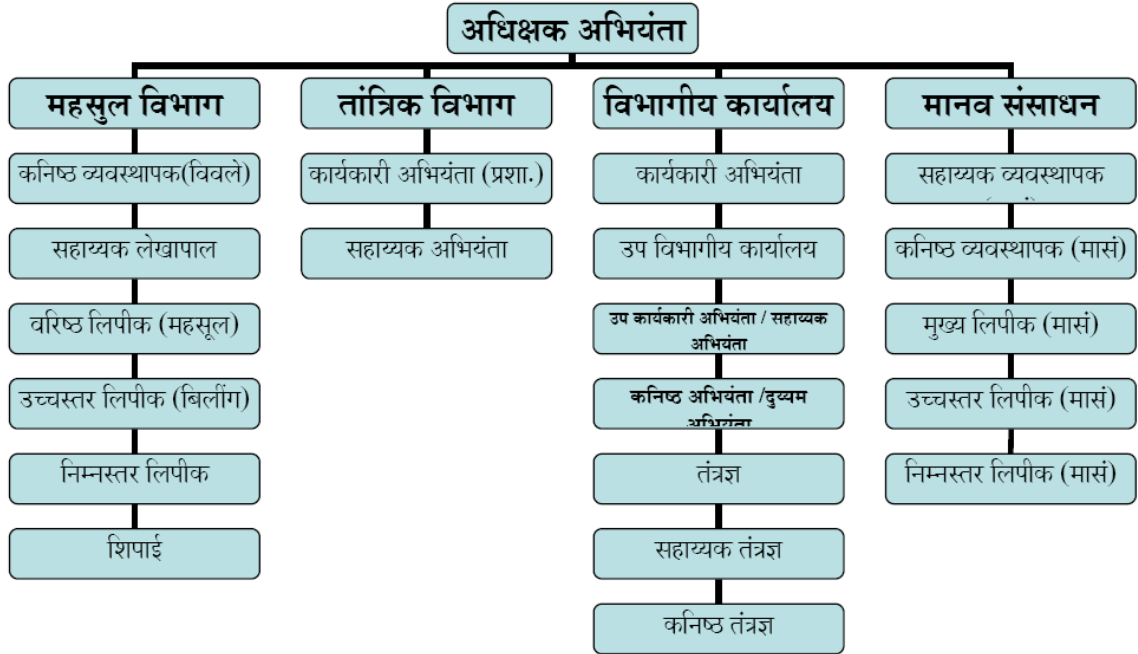 अधिक्षक अभियंता
महसुल विभाग
कनिष्ठ व्यवस्थापक(विवले)
सहाय्यक लेखापाल
वरिष्ठ लिपीक (महसूल)
उच्चस्तर लिपीक (बिलींग)
निम्नस्तर लिपीक
शिपाई
तांत्रिक विभाग
कार्यकारी अभियंता (प्रशा.)
सहाय्यक अभियंता
विभागीय कार्यालय
कार्यकारी अभियंता
उप विभागीय कार्यालय
उप कार्यकारी अभियंता / सहाय्यक
अभियंता
कनिष्ठ अभियंता /दुय्यम
अभियंता
तंत्रज्ञ
सहाय्यक तंत्रज्ञ
कनिष्ठ तंत्रज्ञ
मानव संसाधन
सहाय्यक व्यवस्थापक
कनिष्ठ व्यवस्थापक (मासं)
मुख्य लिपीक (मासं)
उच्चस्तर लिपीक (मासं)
निम्नस्तर लिपीक (मासं)